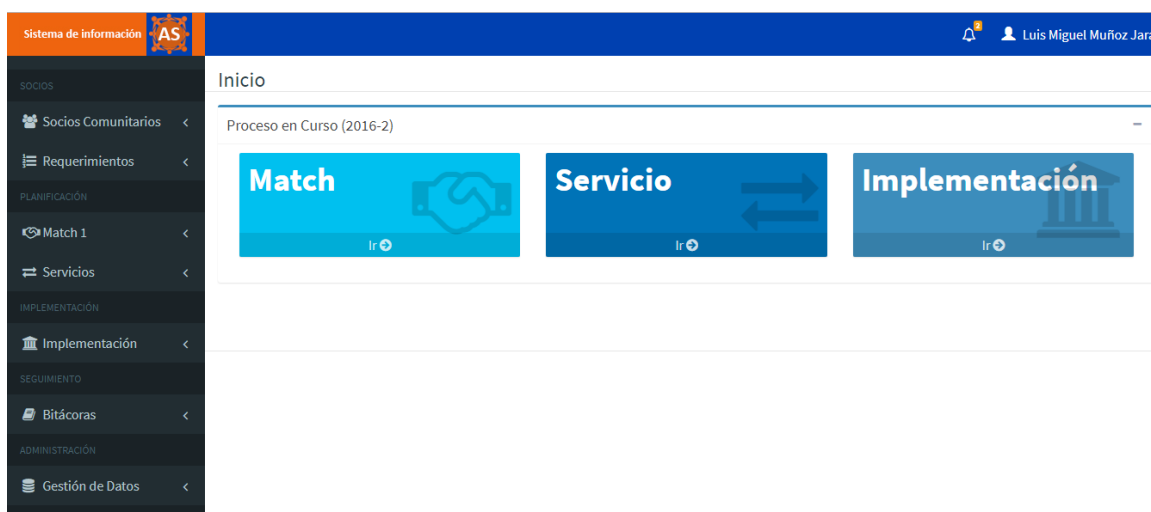 Sistema de información AS
2
Luis Miguel Muñoz Jara
SOCIOS
Socios Comunitarios
Requerimientos
PLANIFICACIÓN
Match 1
Servicios
IMPLEMENTACIÓN
Implementación
SEGUIMIENTO
Bitácoras
ADMINISTRACIÓN
Gestión de Datos
Inicio
Proceso en Curso (2016-2)
Match
Ir
Servicio
Ir
Implementación
Ir